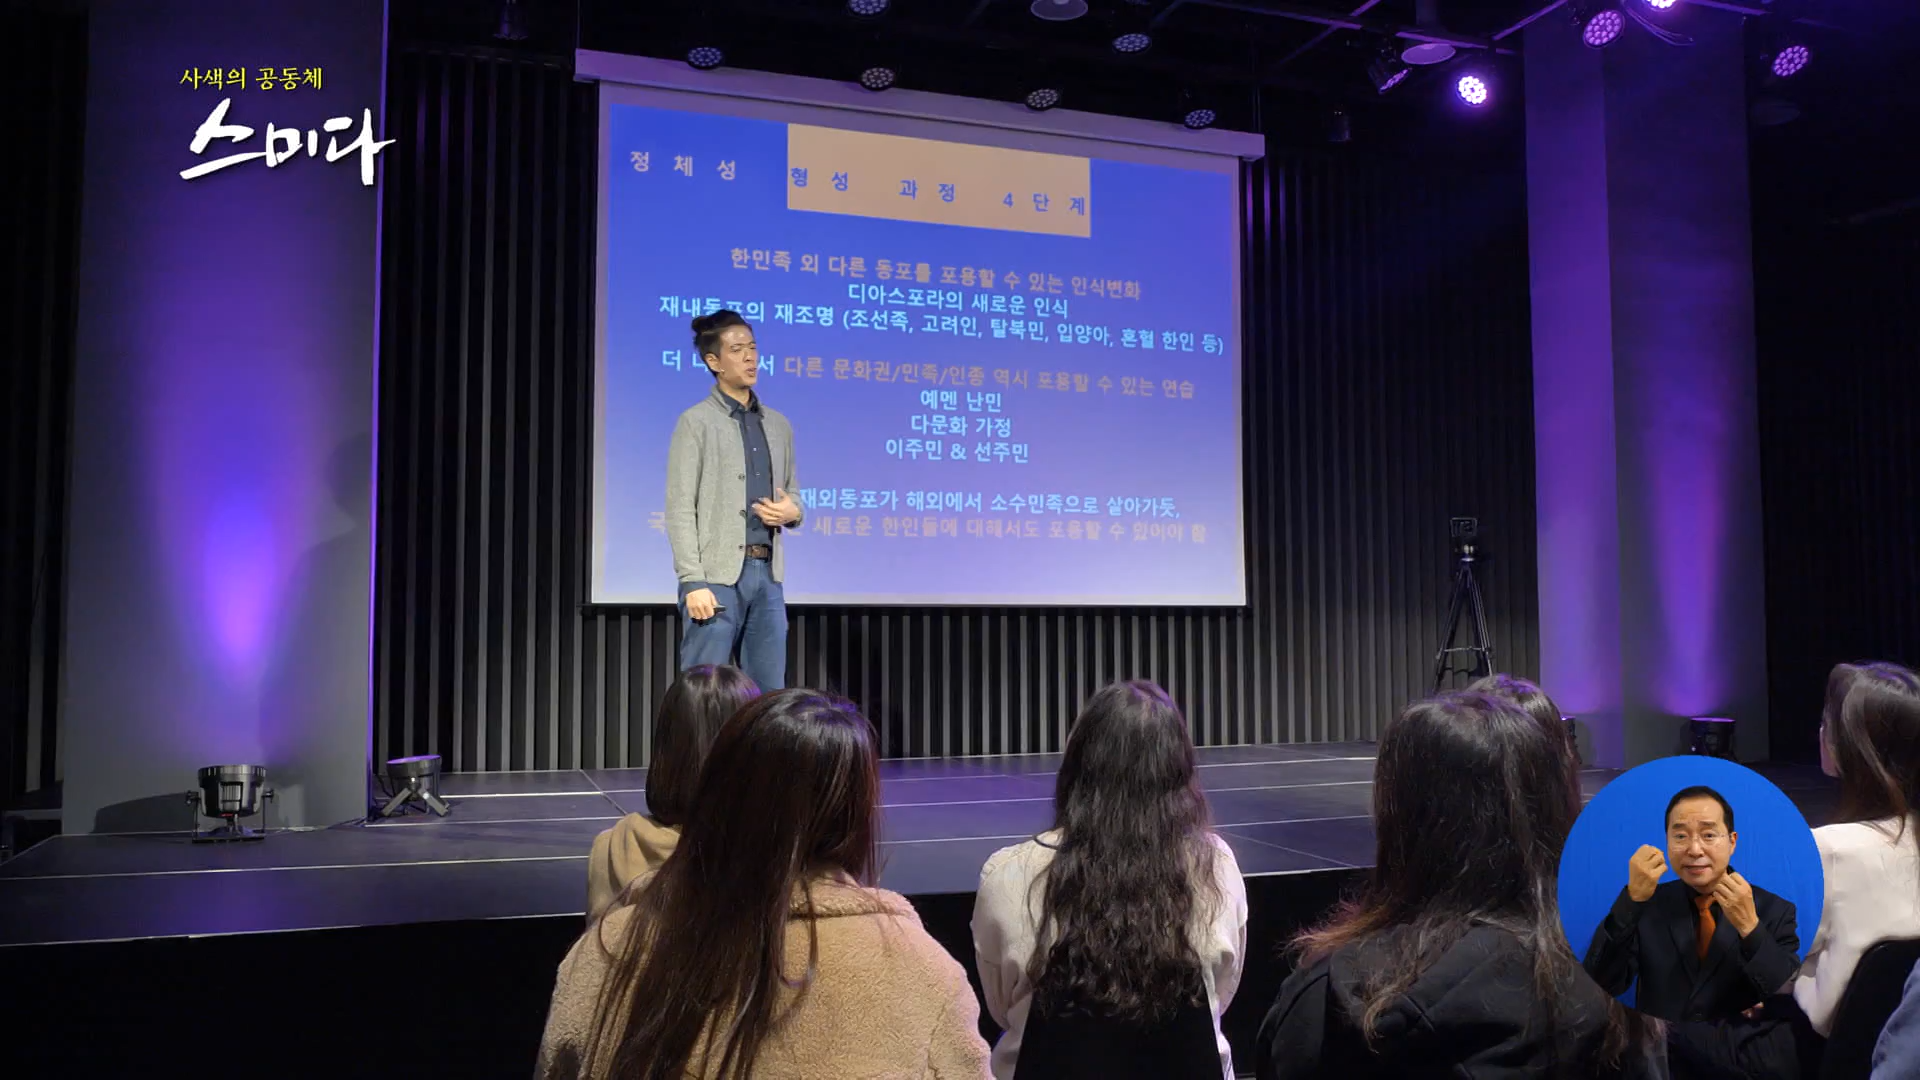 사색의 공동체
스미다
정 체 성 형 성 과 정 4 단 계
한민족 외 다른 동포를 포용할 수 있는 인식변화
디아스포라의 새로운 인식
재내동포의 재조명 (조선족, 고려인, 탈북민, 입양아, 혼혈 한인 등)
더 다른 문화권/민족/인종 역시 포용할 수 있는 연습
예멘 난민
다문화 가정
이주민 & 선주민
재외동포가 해외에서 소수민족으로 살아가듯,
새로운 한인들에 대해서도 포용할 수 있어야 함